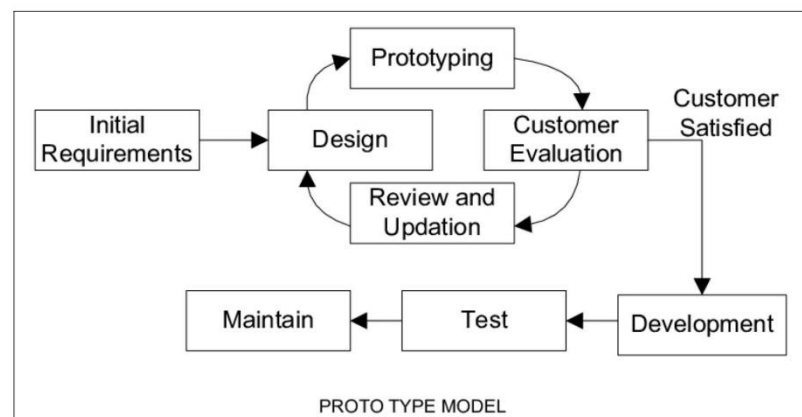 Prototyping
Initial
Requirements
Design
Customer
Evaluation
Customer
Satisfied
Review and
Updation
Maintain
Test
Development
PROTO TYPE MODEL